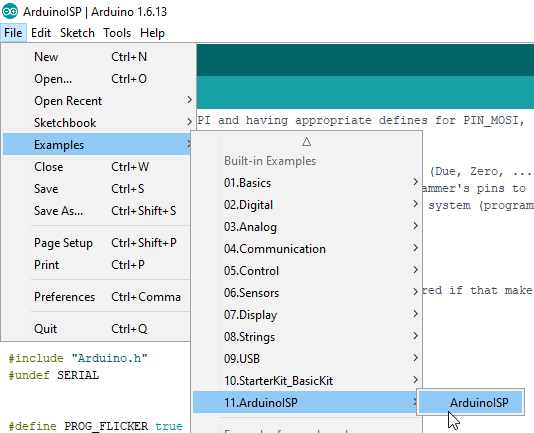 ArduinoISP | Arduino 1.6.13
File Edit Sketch Tools Help
New Ctrl+N
Open... Ctrl+O
Open Recent
Sketchbook
Examples
Close Ctrl+W
Save Ctrl+S
Save As... Ctrl+Shift+S
Page Setup Ctrl+Shift+P
Print Ctrl+P
Preferences Ctrl+Comma
Quit Ctrl+Q
Built-in Examples
01.Basics
02.Digital
03.Analog
04.Communication
05.Control
06.Sensors
07.Display
08.Strings
09.USB
10.StarterKit_BasicKit
11.ArduinoISP
ArduinoISP
PI and having appropriate defines for PIN_MOSI,
(Due, Zero, ...
ammer's pins to
system (program
red if that make
#include "Arduino.h"
#undef SERIAL
#define PROG_FLICKER true